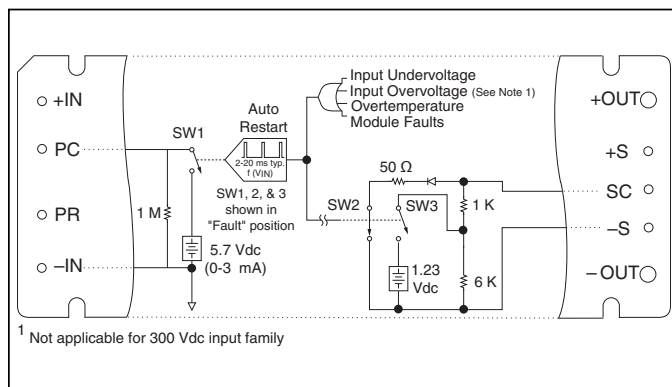 +IN
PC
PR
–IN
SW1
1 M
5.7 Vdc
(0-3 mA)
Auto
Restart
2-20 ms typ.
f (VIN)
SW1, 2, & 3
shown in
"Fault" position
Input Undervoltage
Input Overvoltage (See Note 1)
Overtemperature
Module Faults
50 Ω
SW2
SW3
1.23
Vdc
1 K
6 K
+OUT
+S
SC
–S
–OUT
1 Not applicable for 300 Vdc input family